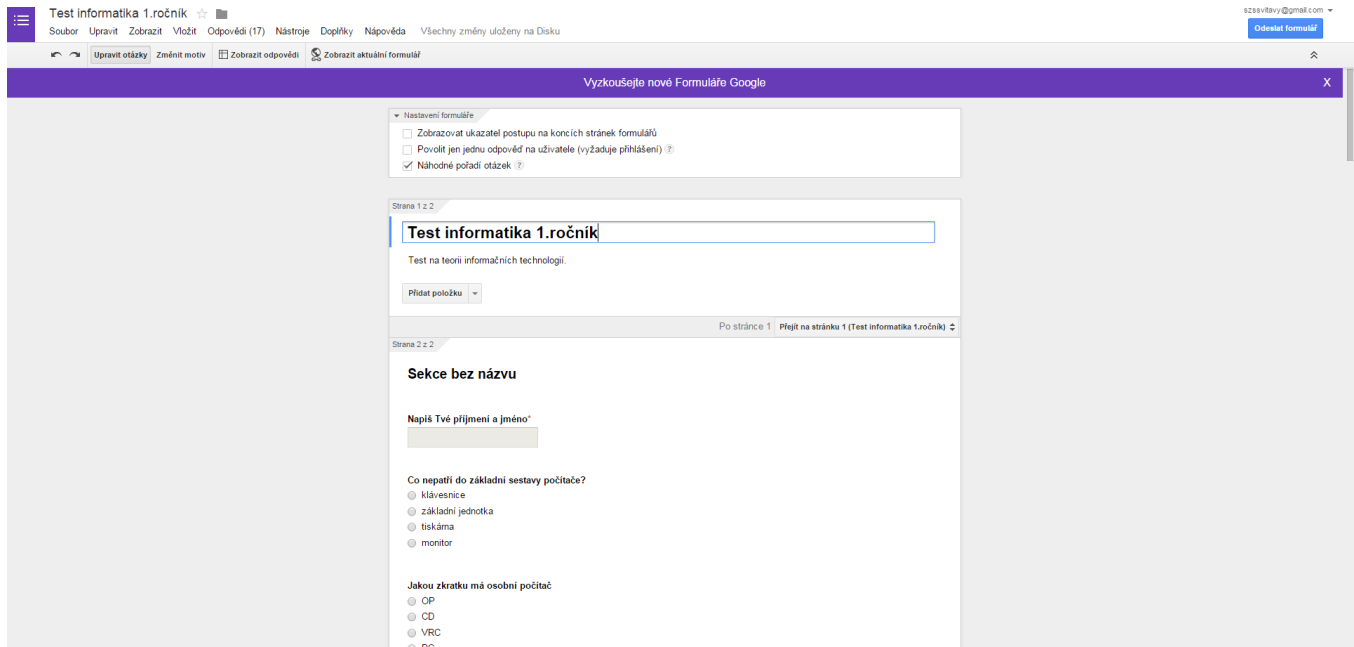 Test informatika 1.ročník
szssvitavy@gmail.com
Soubor Upravit Zobrazit Vložit Odpovědi (17) Nástroje Doplňky Nápověda Všechny změny uloženy na Disku
Odeslat formulář
Upravit otázky Změnit motiv Zobrazit odpovědi Zobrazit aktuální formulář
Vyzkoušejte nové Formuláře Google X
Nastavení formuláře
Zobrazovat ukazatel postupu na koncích stránek formulářů
Povolit jen jednu odpověď na uživatele (vyžaduje přihlášení) ?
Náhodné pořadí otázek ?
Strana 1 z 2
Test informatika 1.ročník
Test na teorii informačních technologií.
Přidat položku
Po stránce 1 Přejít na stránku 1 (Test informatika 1.ročník)
Strana 2 z 2
Sekce bez názvu
Napiš Tvé příjmení a jméno*
Co nepatří do základní sestavy počítače?
klávesnice
základní jednotka
tiskárna
monitor
Jakou zkratku má osobní počítač
OP
CD
VRC
PC